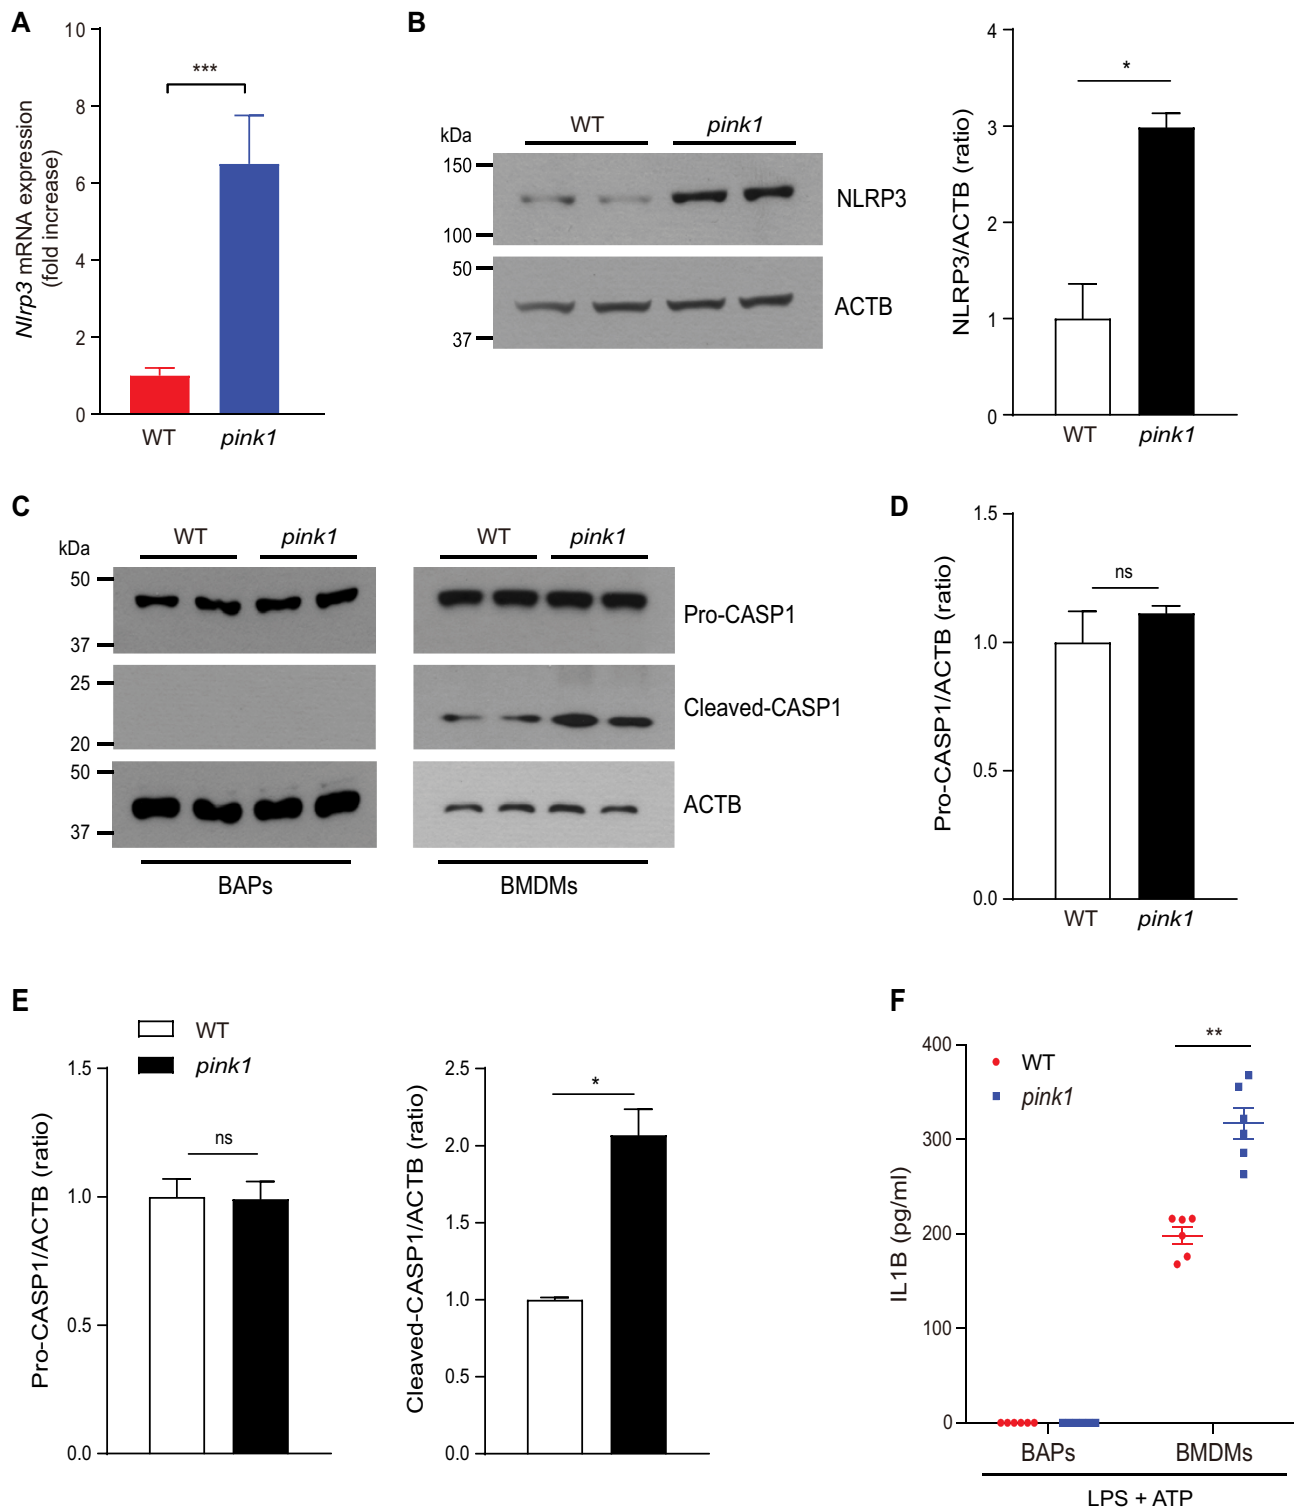 A
10
8
6
4
2
0
Nlrp3 mRNA expression
(fold increase)
***
WT
pink1
B
kDa
WT
pink1
150
100
50
37
NLRP3
ACTB
4
3
2
1
0
NLRP3/ACTB (ratio)
*
WT
pink1
C
kDa
WT
pink1
WT
pink1
50
37
25
20
50
37
Pro-CASP1
Cleaved-CASP1
ACTB
BAPs
BMDMs
D
1.5
1.0
0.5
0.0
Pro-CASP1/ACTB (ratio)
ns
WT
pink1
E
WT
pink1
1.5
1.0
0.5
0.0
Pro-CASP1/ACTB (ratio)
ns
2.5
2.0
1.5
1.0
0.5
0.0
Cleaved-CASP1/ACTB (ratio)
*
F
400
300
200
100
0
IL1B (pg/ml)
WT
pink1
**
BAPs
BMDMs
LPS + ATP